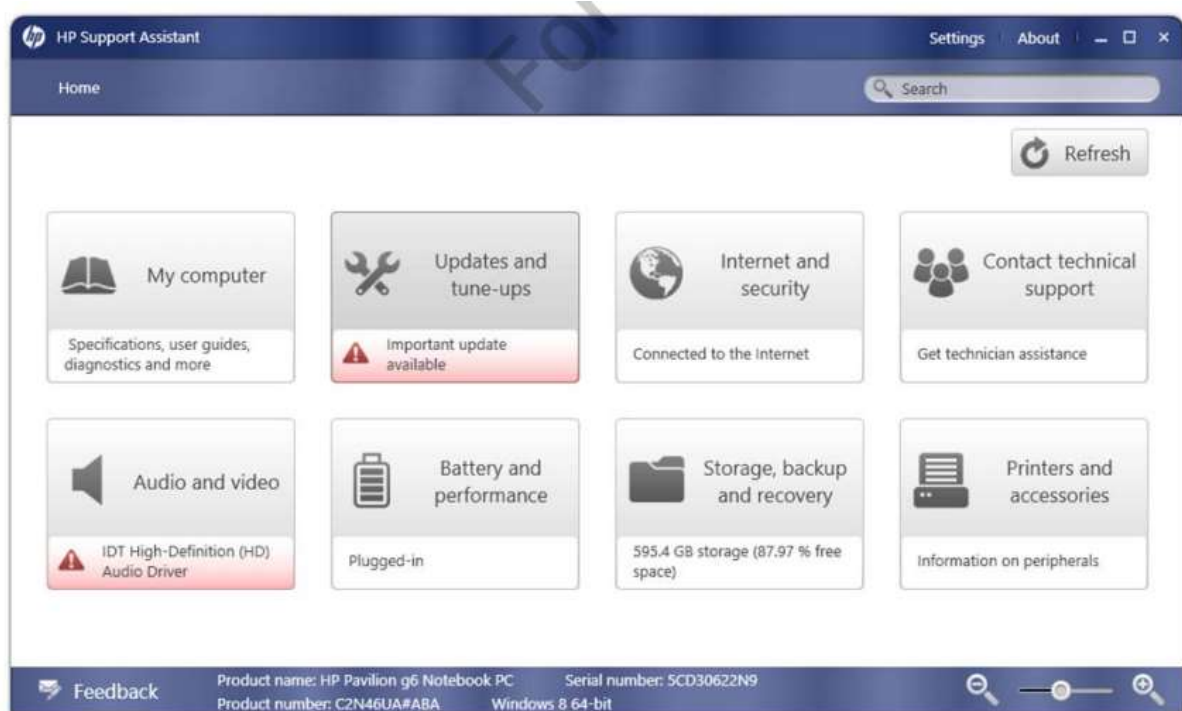 For
hp HP Support Assistant Settings About
Home Search
Refresh
My computer
Specifications, user guides,
diagnostics and more
Updates and
tune-ups
Important update
available
Internet and
security
Connected to the Internet
Contact technical
support
Get technician assistance
Audio and video
IDT High-Definition (HD)
Audio Driver
Battery and
performance
Plugged-in
Storage, backup
and recovery
595.4 GB storage (87.97 % free
space)
Printers and
accessories
Information on peripherals
Feedback
Product name: HP Pavilion g6 Notebook PC Serial number: 5CD30622N9
Product number: C2N46UA#ABA Windows 8 64-bit